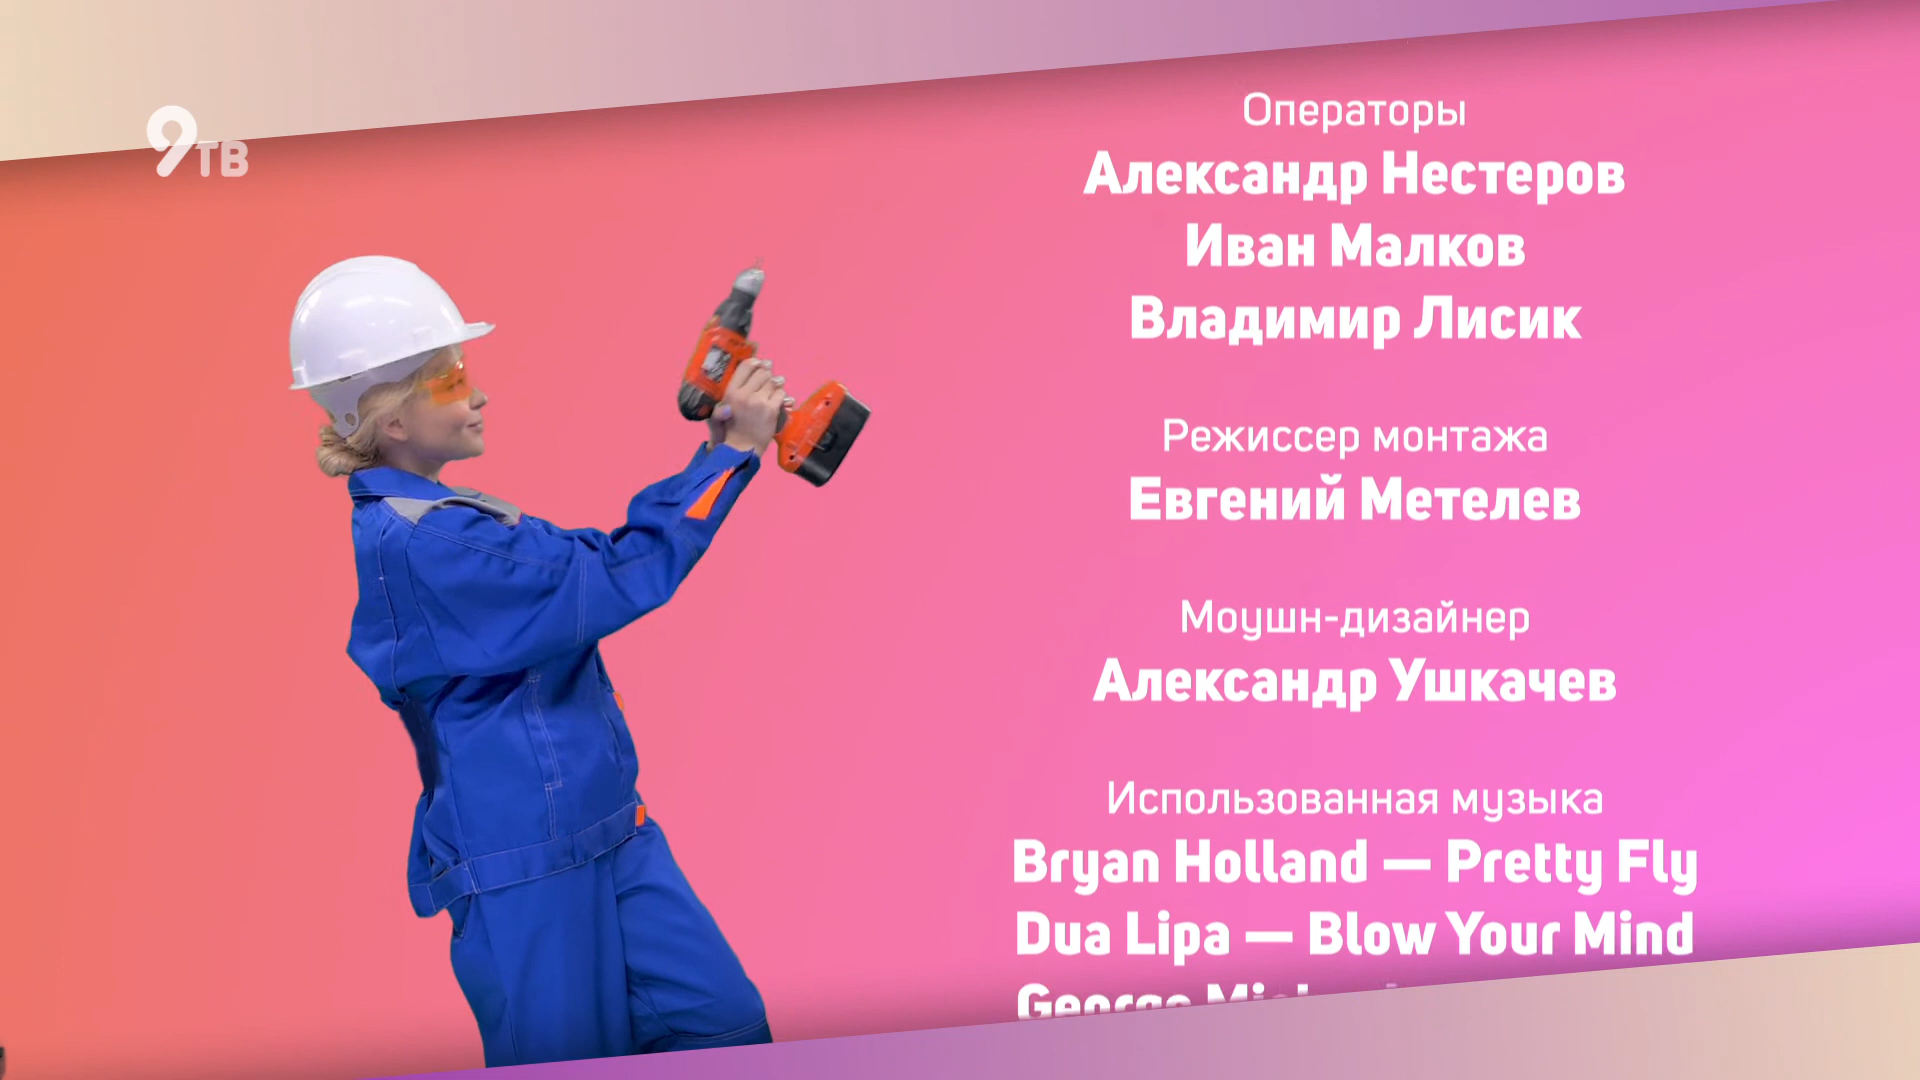 9ТВ
Операторы
Александр Нестеров
Иван Малков
Владимир Лисик
Режиссер монтажа
Евгений Метелев
Моушн-дизайнер
Александр Ушкачев
Использованная музыка
Bryan Holland — Pretty Fly
Dua Lipa — Blow Your Mind
George